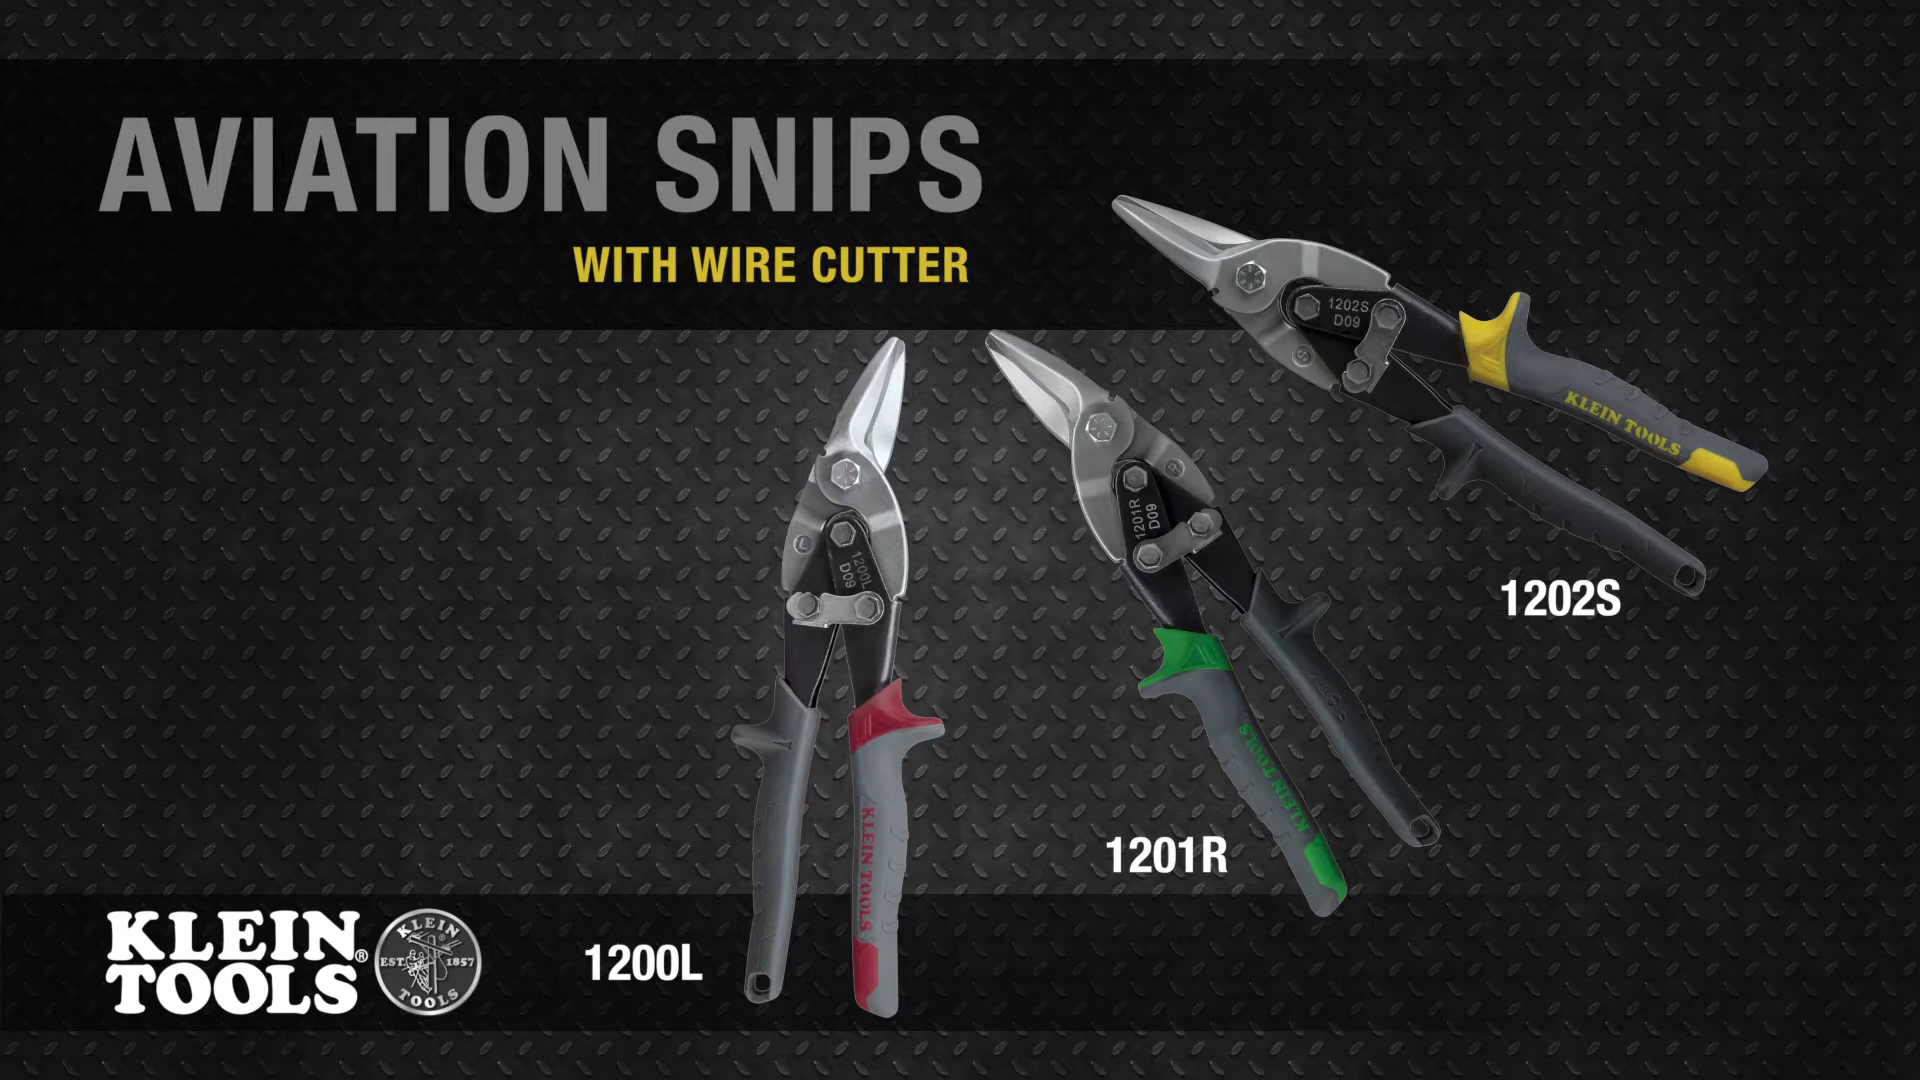 AVIATION SNIPS
WITH WIRE CUTTER
1202S
D09
S
KLEIN TOOLS
1202S
1201R
D09
R
KLEIN TOOLS
1201R
1200L
D09
L
KLEIN TOOLS
1200L
KLEIN
TOOLS®
KLEIN
EST. 1857
TOOLS